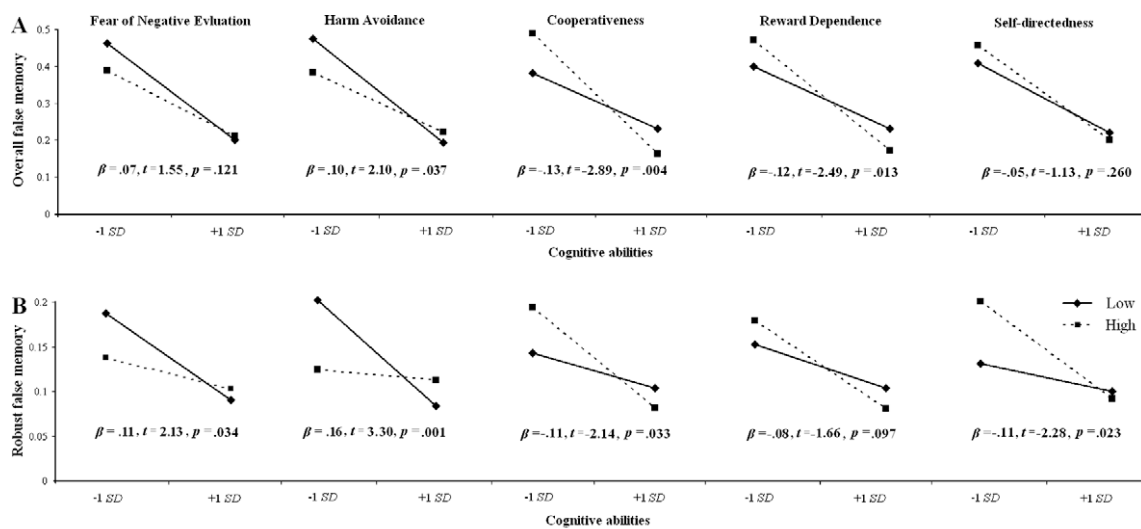 A
Fear of Negative Evluation Harm Avoidance Cooperativeness Reward Dependence Self-directedness
Overall false memory
0.5
0.4
0.3
0.2
0.1
0
β = .07, t = 1.55, p = .121 β = .10, t = 2.10, p = .037 β = -.13, t = -2.89, p = .004 β = -.12, t = -2.49, p = .013 β = -.05, t = -1.13, p = .260
-1 SD +1 SD -1 SD +1 SD -1 SD +1 SD -1 SD +1 SD -1 SD +1 SD
Cognitive abilities
B
Robust false memory
0.2
0.15
0.1
0.05
0
Low
High
β = .11, t = 2.13, p = .034 β = .16, t = 3.30, p = .001 β = -.11, t = -2.14, p = .033 β = -.08, t = -1.66, p = .097 β = -.11, t = -2.28, p = .023
-1 SD +1 SD -1 SD +1 SD -1 SD +1 SD -1 SD +1 SD -1 SD +1 SD
Cognitive abilities